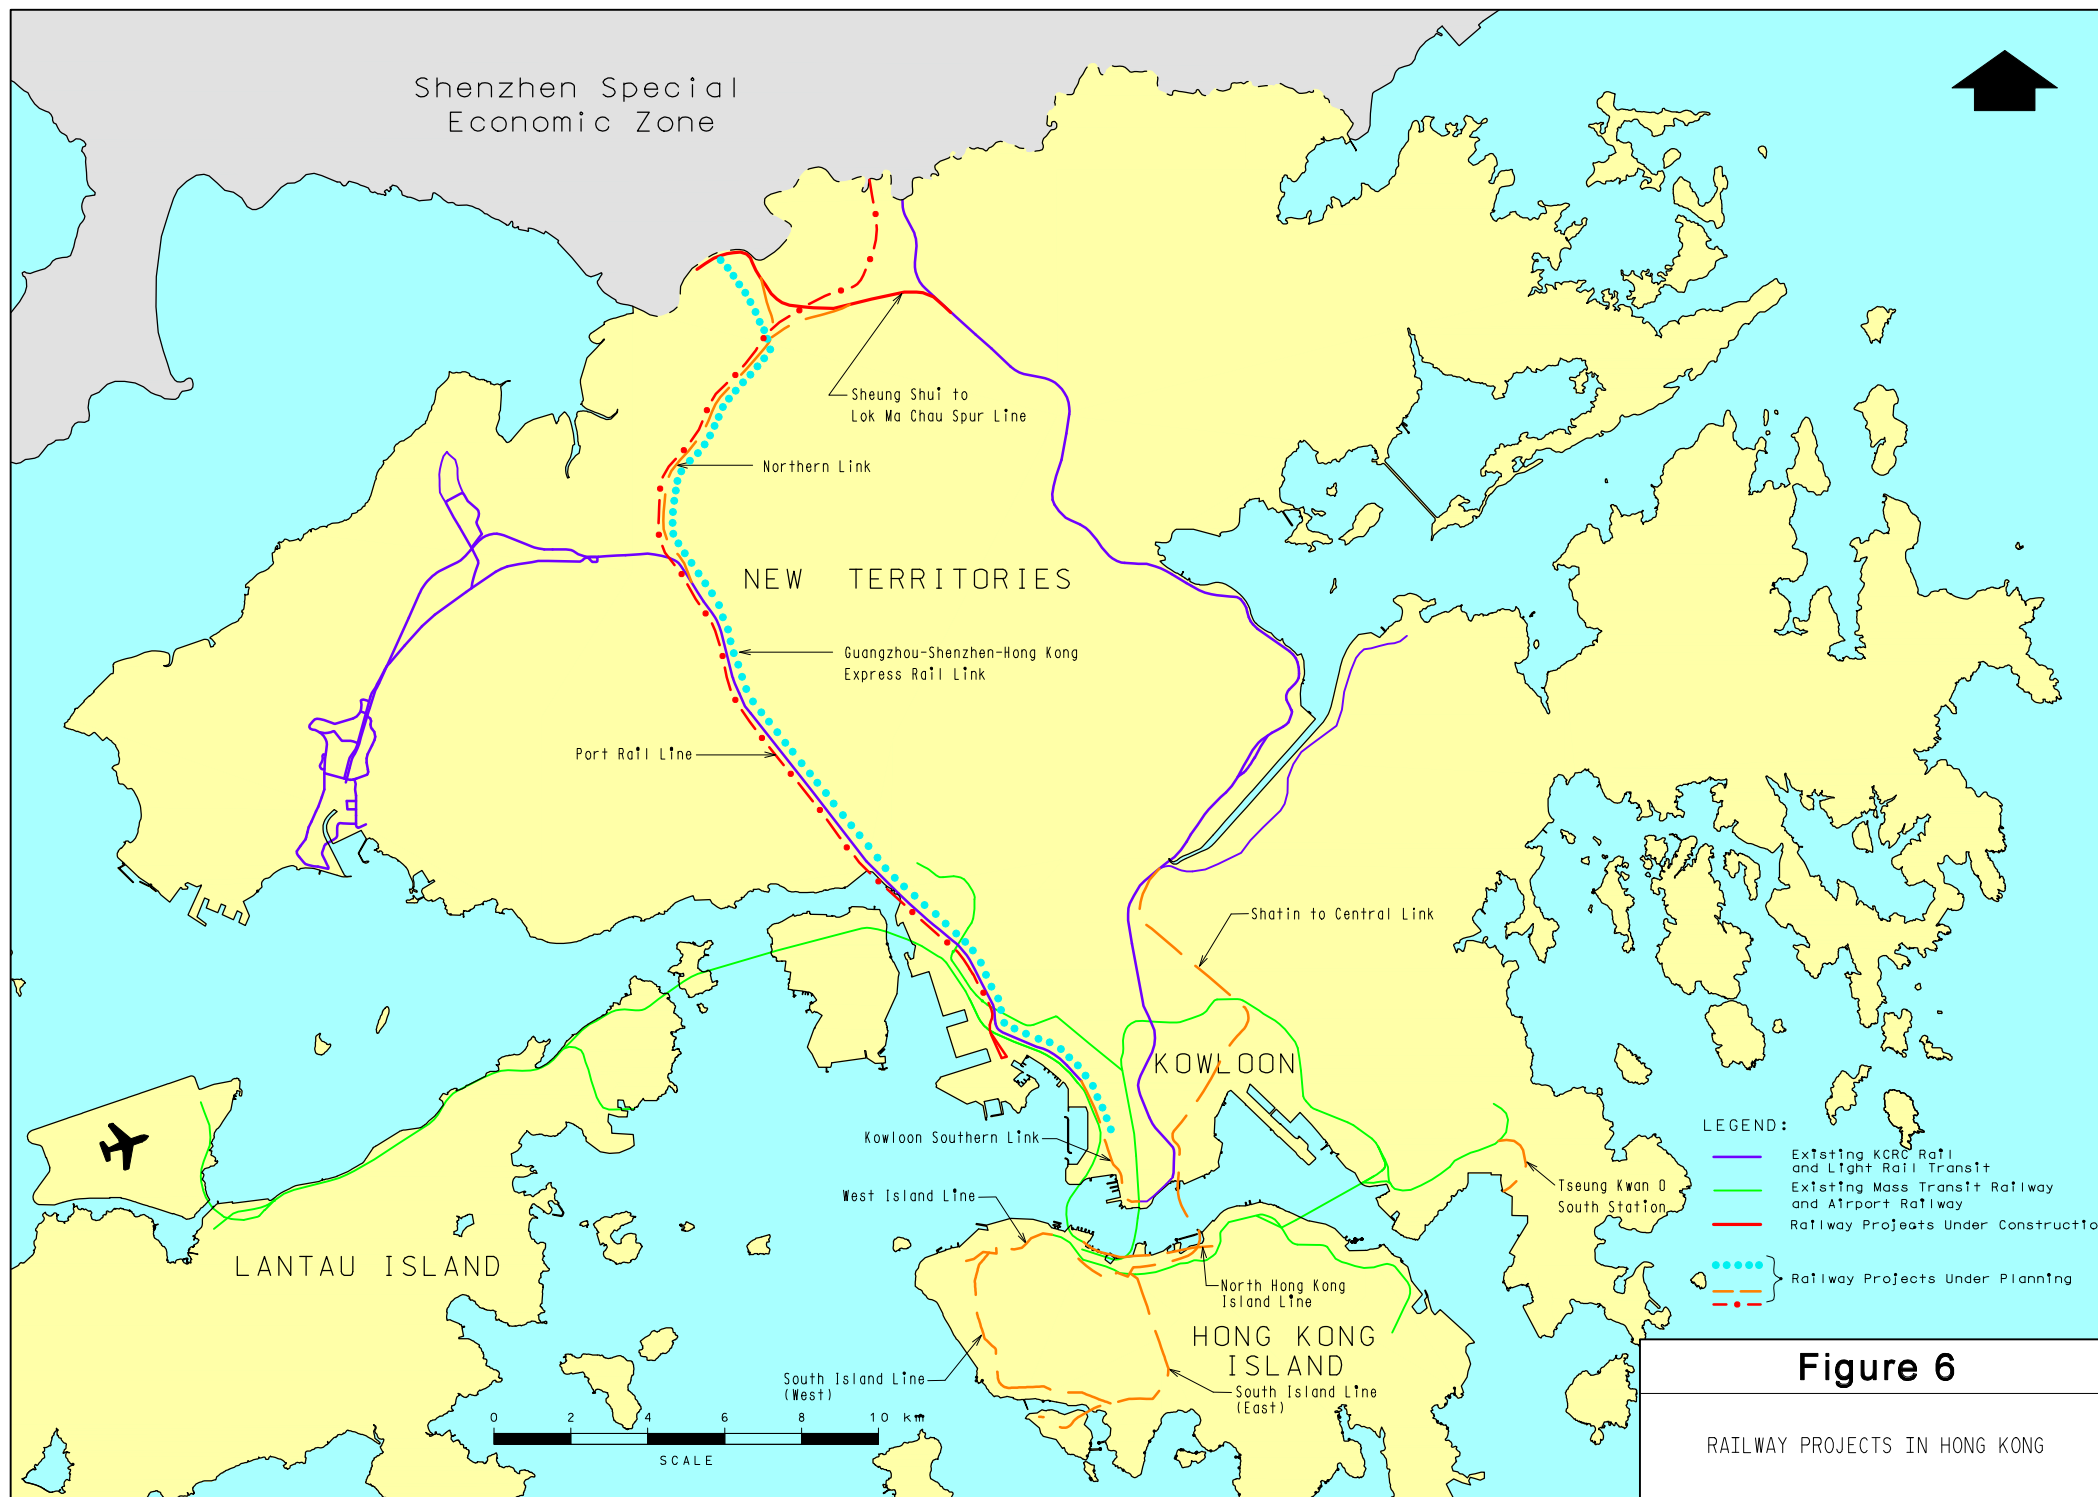 Shenzhen Special
Economic Zone
Sheung Shui to
Lok Ma Chau Spur Line
Northern Link
NEW TERRITORIES
Guangzhou-Shenzhen-Hong Kong
Express Rail Link
Port Rail Line
Shatin to Central Link
KOWLOON
Kowloon Southern Link
West Island Line
LANTAU ISLAND
North Hong Kong
Island Line
HONG KONG
ISLAND
South Island Line
(West)
South Island Line
(East)
Tseung Kwan O
South Station
0 2 4 6 8 10 km
SCALE
LEGEND:
Existing KCRC Rail
and Light Rail Transit
Existing Mass Transit Railway
and Airport Railway
Railway Projects Under Constructio
Railway Projects Under Planning
Figure 6
RAILWAY PROJECTS IN HONG KONG